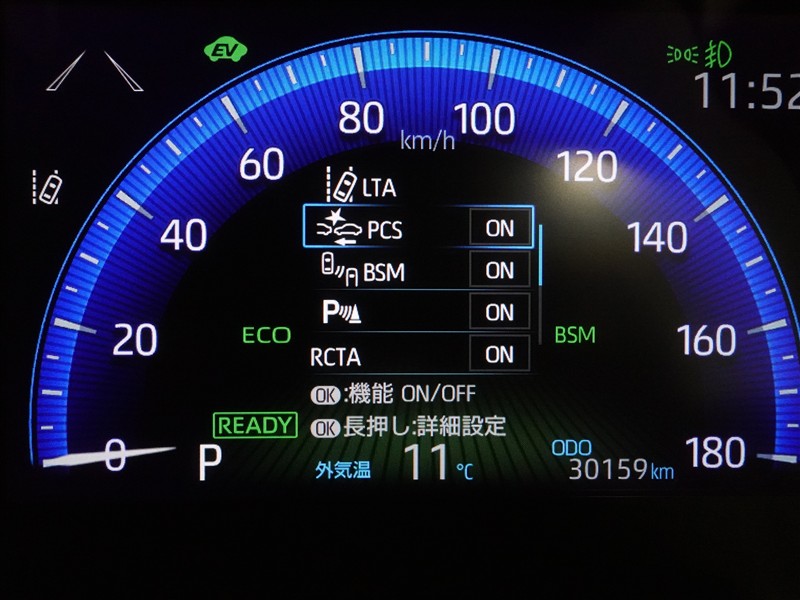 EV
11:52
80
100
km/h
60
120
LTA
40
PCS ON
140
BSM ON
P ON
20
ECO
BSM
160
RCTA ON
OK:機能 ON/OFF
READY
OK長押し:詳細設定
0
P
外気温 11℃
ODO
30159km
180